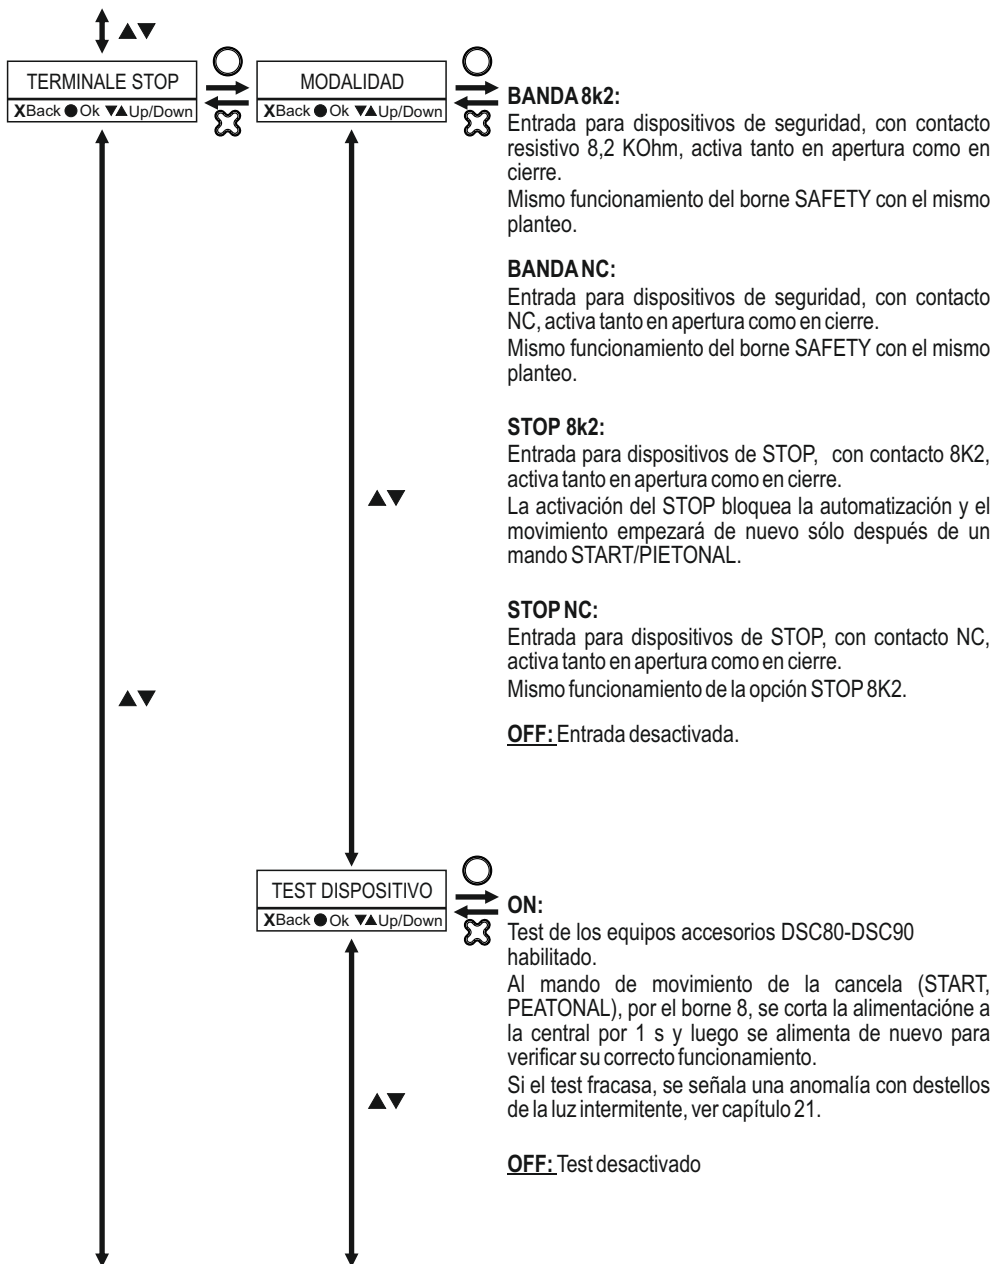 ▲▼
TERMINALE STOP
XBack ● Ok ▼▲Up/Down
MODALIDAD
XBack ● Ok ▼▲Up/Down
BANDA 8k2:
Entrada para dispositivos de seguridad, con contacto
resistivo 8,2 KOhm, activa tanto en apertura como en
cierre.
Mismo funcionamiento del borne SAFETY con el mismo
planteo.
BANDA NC:
Entrada para dispositivos de seguridad, con contacto
NC, activa tanto en apertura como en cierre.
Mismo funcionamiento del borne SAFETY con el mismo
planteo.
STOP 8k2:
Entrada para dispositivos de STOP, con contacto 8K2,
activa tanto en apertura como en cierre.
La activación del STOP bloquea la automatización y el
movimiento empezará de nuevo sólo después de un
mando START/PIETONAL.
STOP NC:
Entrada para dispositivos de STOP, con contacto NC,
activa tanto en apertura como en cierre.
Mismo funcionamiento de la opción STOP 8K2.
OFF: Entrada desactivada.
▲▼
▲▼
TEST DISPOSITIVO
XBack ● Ok ▼▲Up/Down
ON:
Test de los equipos accesorios DSC80-DSC90
habilitado.
Al mando de movimiento de la cancela (START,
PEATONAL), por el borne 8, se corta la alimentacióne a
la central por 1 s y luego se alimenta de nuevo para
verificar su correcto funcionamiento.
Si el test fracasa, se señala una anomalía con destellos
de la luz intermitente, ver capítulo 21.
OFF: Test desactivado
▲▼